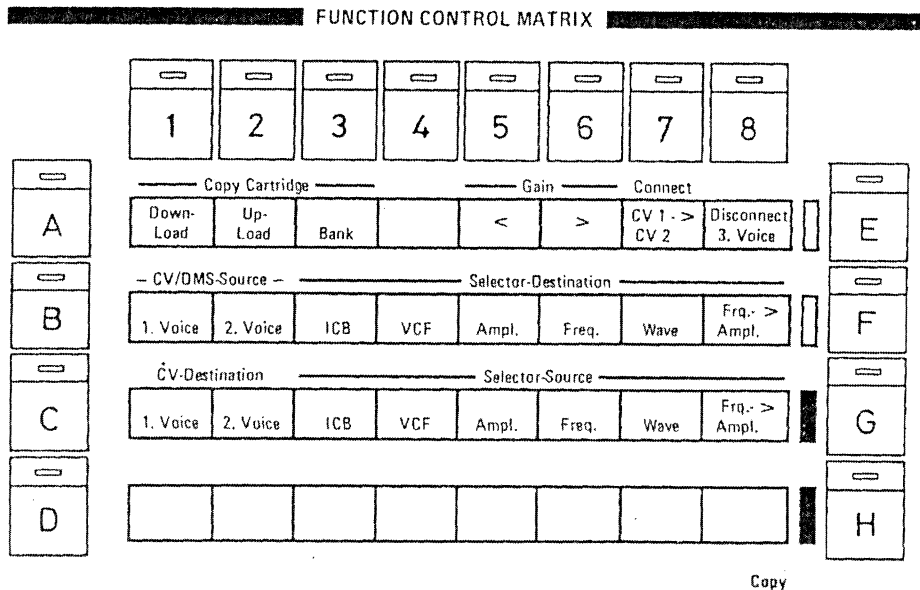 FUNCTION CONTROL MATRIX
1 2 3 4 5 6 7 8
Copy Cartridge Gain Connect
A Down-Load Up-Load Bank < > CV 1 - > CV 2 Disconnect 3. Voice E
CV/DMS-Source Selector-Destination
B 1. Voice 2. Voice ICB VCF Ampl. Freq. Wave Frq.- > Ampl. F
CV-Destination Selector-Source
C 1. Voice 2. Voice ICB VCF Ampl. Freq. Wave Frq.- > Ampl. G
D H
Copy